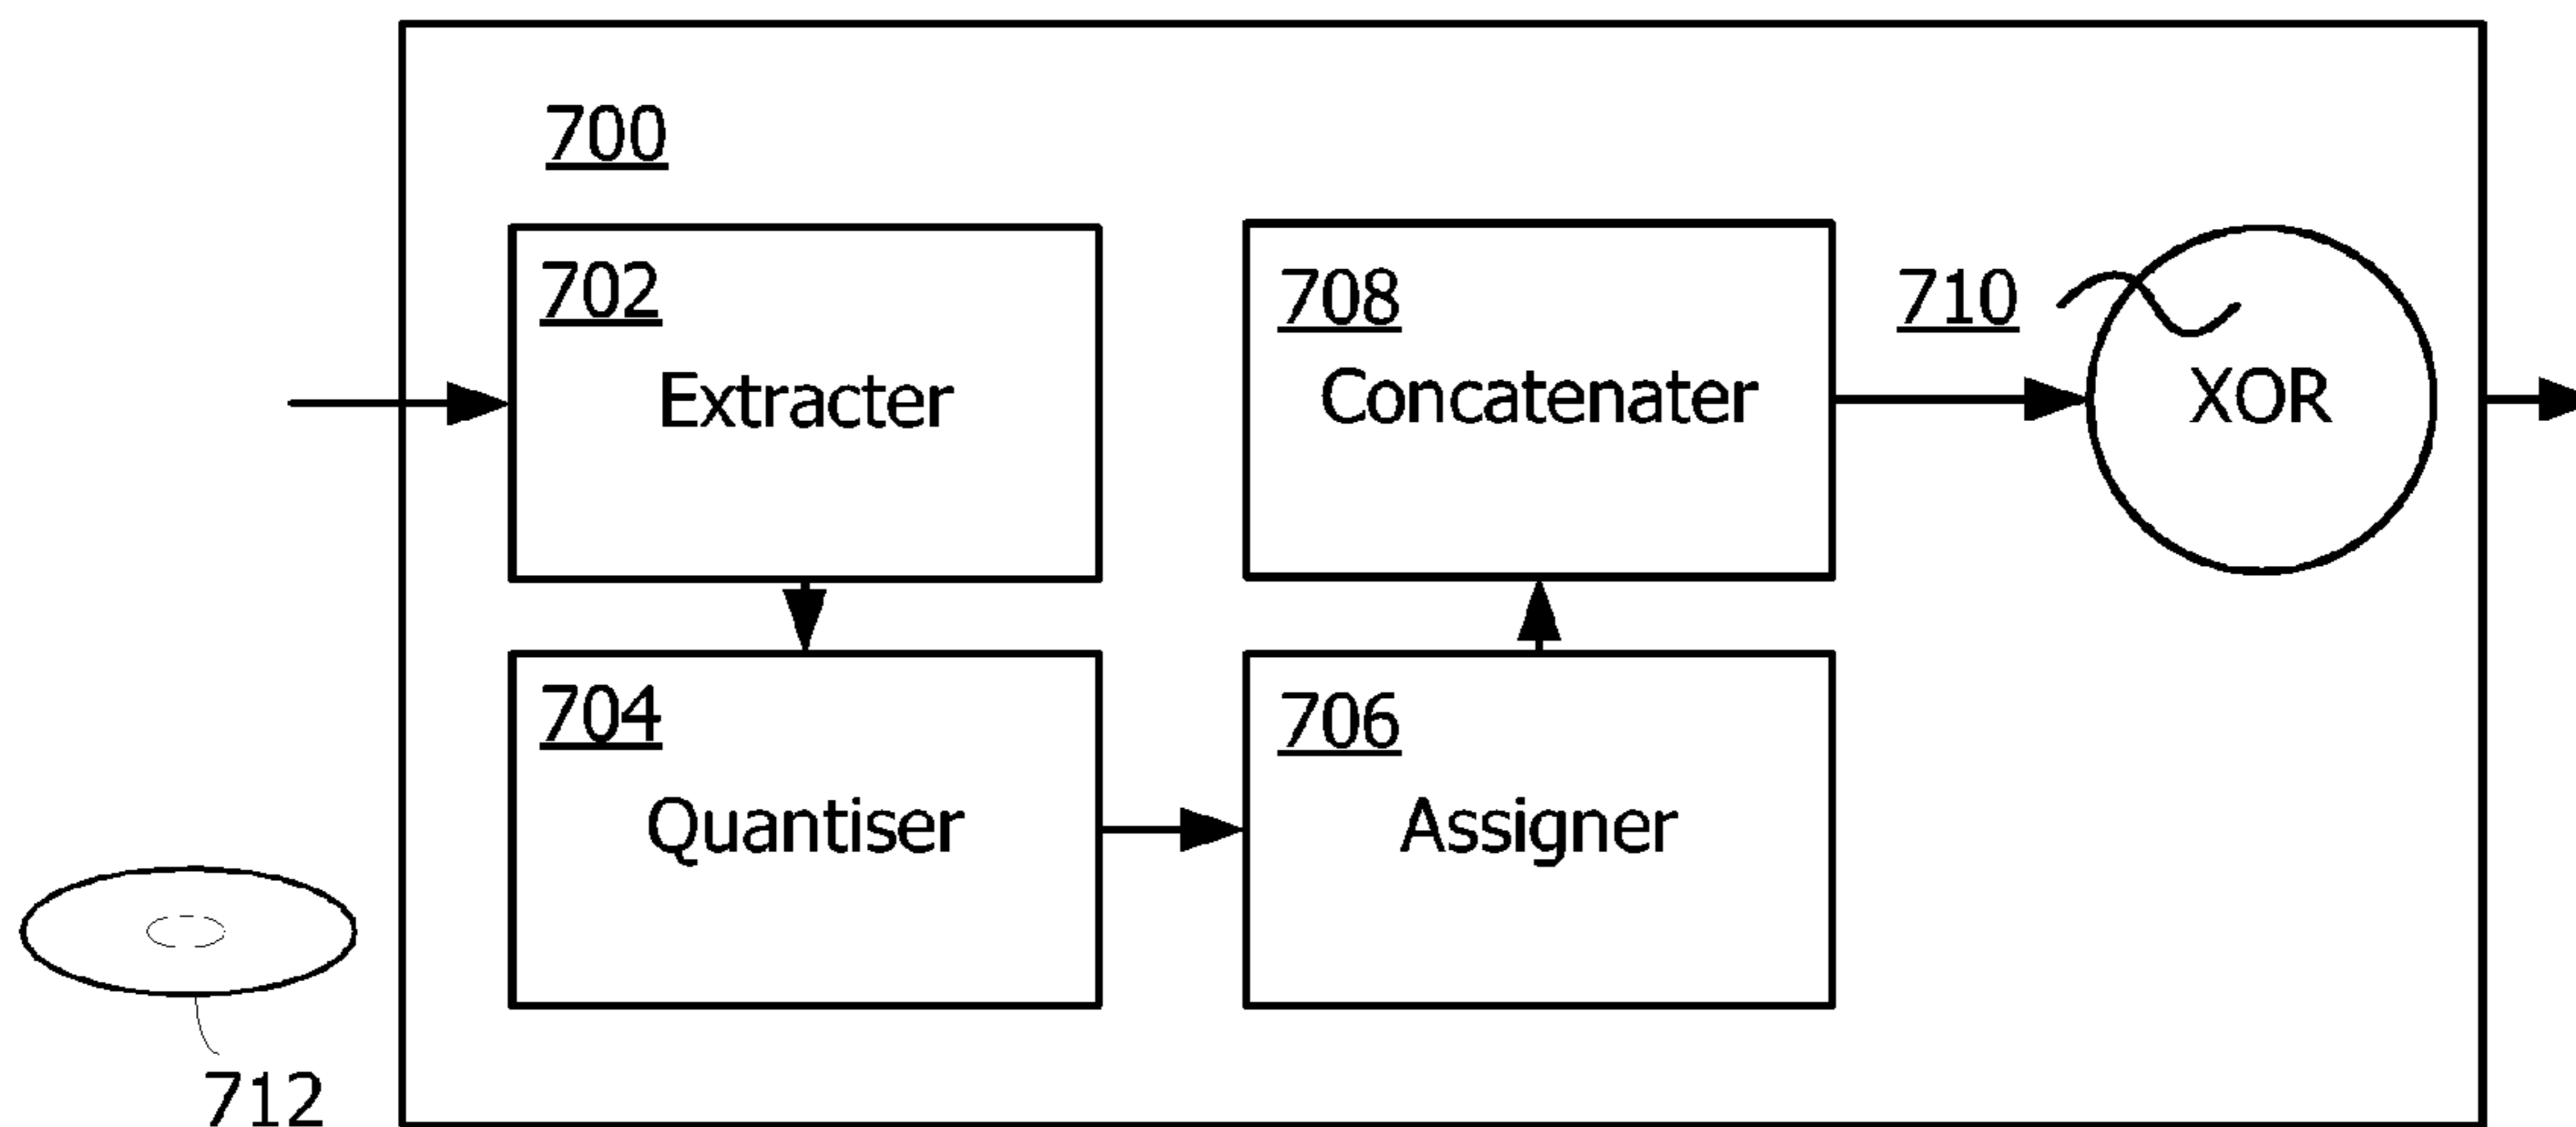 700
702
Extracter
708
Concatenater
710
XOR
704
Quantiser
706
Assigner
712